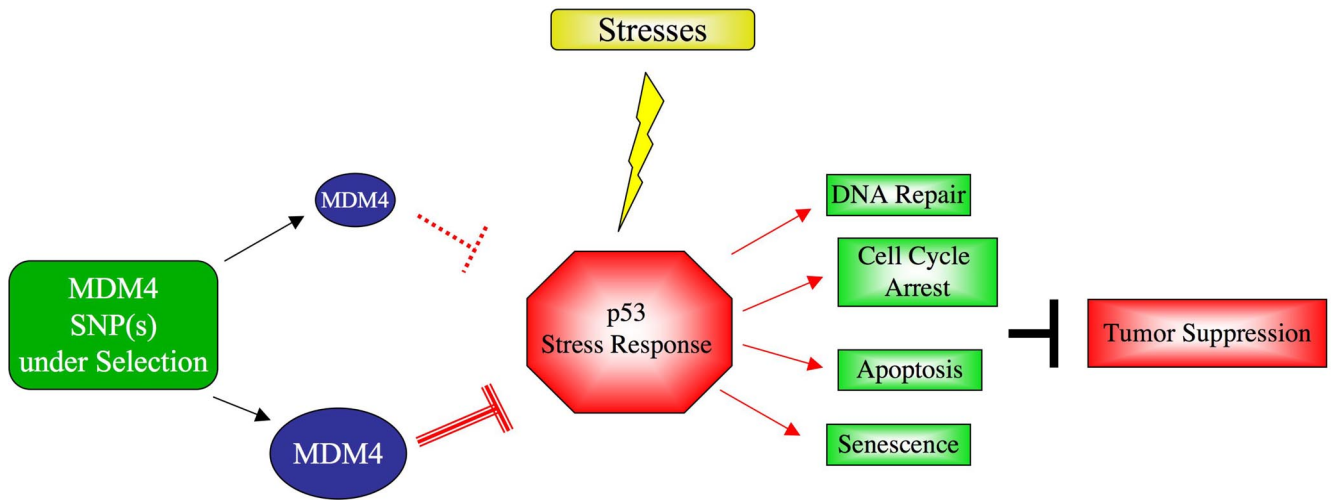 Stresses
MDM4
MDM4
SNP(s)
under Selection
MDM4
p53
Stress Response
DNA Repair
Cell Cycle
Arrest
Apoptosis
Senescence
Tumor Suppression